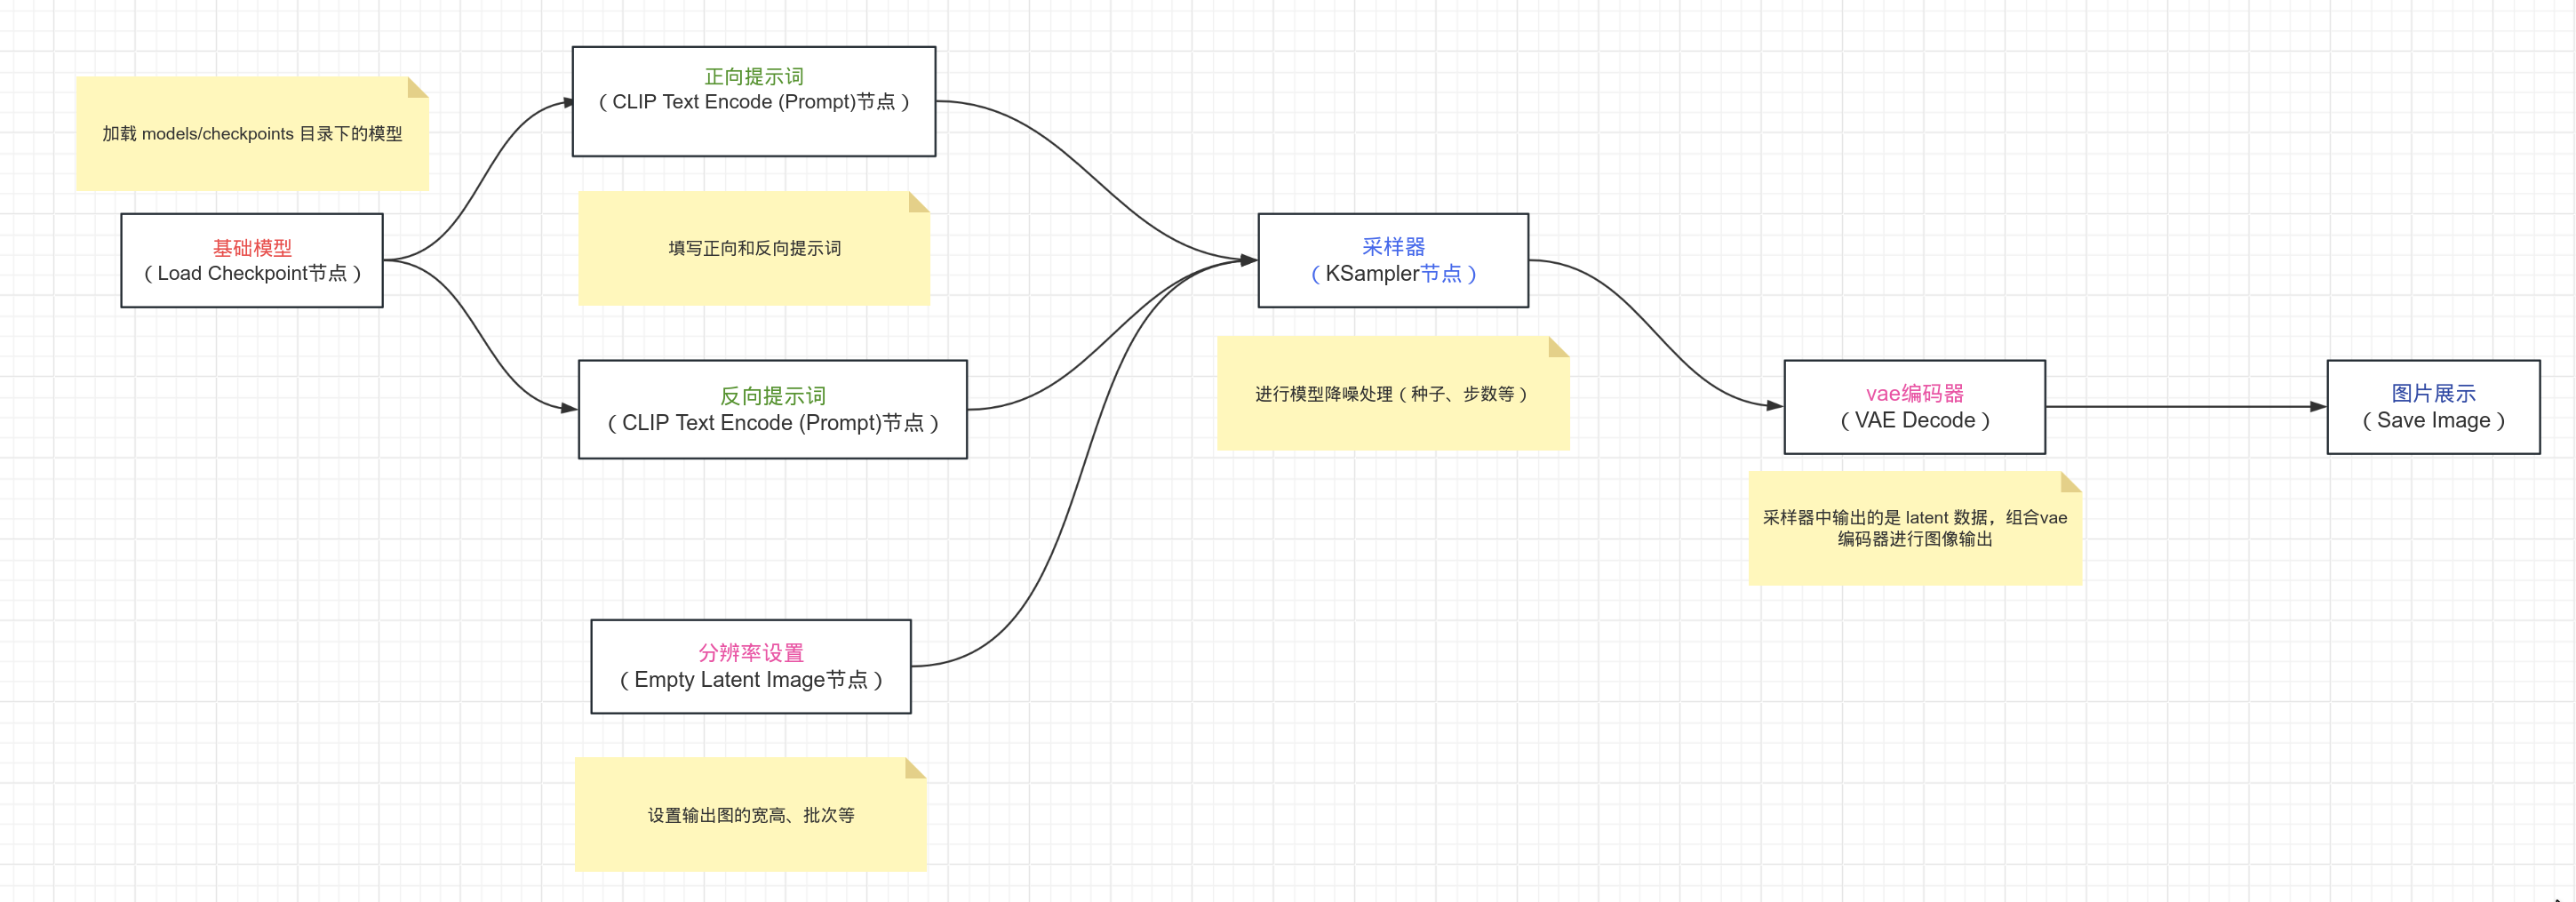 加载 models/checkpoints 目录下的模型
基础模型
（Load Checkpoint节点）
正向提示词
（CLIP Text Encode (Prompt)节点）
填写正向和反向提示词
反向提示词
（CLIP Text Encode (Prompt)节点）
分辨率设置
（Empty Latent Image节点）
设置输出图的宽高、批次等
采样器
（KSampler节点）
进行模型降噪处理（种子、步数等）
vae编码器
（VAE Decode）
采样器中输出的是 latent 数据，组合vae
编码器进行图像输出
图片展示
（Save Image）